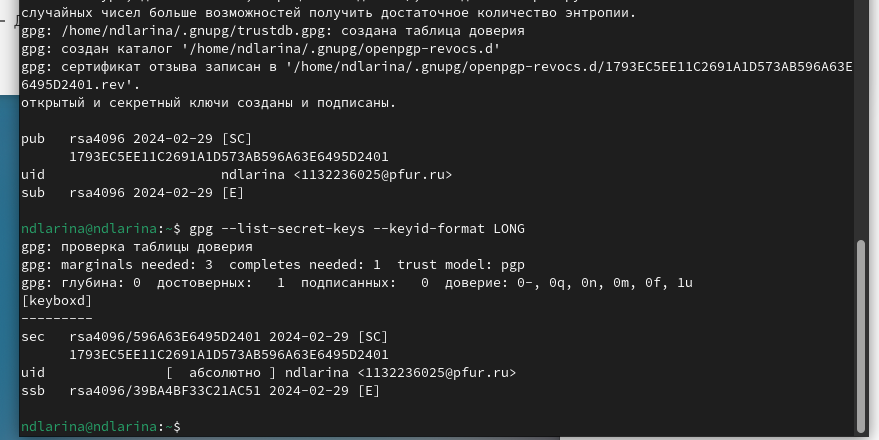 случайных чисел больше возможностей получить достаточное количество энтропии.
gpg: /home/ndlarina/.gnupg/trustdb.gpg: создана таблица доверия
gpg: создан каталог '/home/ndlarina/.gnupg/openpgp-revocs.d'
gpg: сертификат отзыва записан в '/home/ndlarina/.gnupg/openpgp-revocs.d/1793EC5EE11C2691A1D573AB596A63E
6495D2401.rev'.
открытый и секретный ключи созданы и подписаны.
pub   rsa4096 2024-02-29 [SC]
      1793EC5EE11C2691A1D573AB596A63E6495D2401
uid                      ndlarina <1132236025@pfur.ru>
sub   rsa4096 2024-02-29 [E]
ndlarina@ndlarina:~$ gpg --list-secret-keys --keyid-format LONG
gpg: проверка таблицы доверия
gpg: marginals needed: 3  completes needed: 1  trust model: pgp
gpg: глубина: 0  достоверных:   1  подписанных:   0  доверие: 0-, 0q, 0n, 0m, 0f, 1u
[keyboxd]
---------
sec   rsa4096/596A63E6495D2401 2024-02-29 [SC]
      1793EC5EE11C2691A1D573AB596A63E6495D2401
uid               [  абсолютно ] ndlarina <1132236025@pfur.ru>
ssb   rsa4096/39BA4BF33C21AC51 2024-02-29 [E]
ndlarina@ndlarina:~$